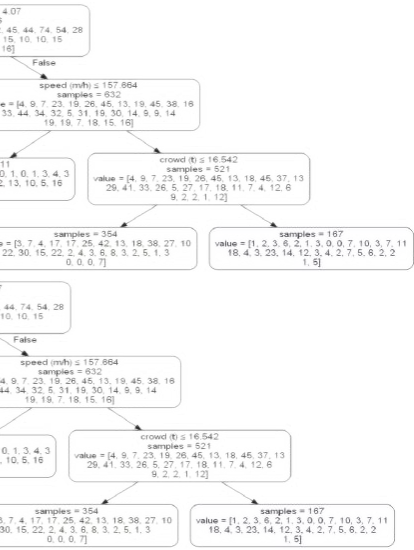 4.07
s
, 45, 44, 74, 54, 28
15, 10, 10, 15
16]
False
speed (m/h) ≤ 157.664
samples = 632
e = [4, 9, 7, 23, 19, 26, 45, 13, 19, 45, 38, 16
33, 44, 34, 32, 5, 31, 19, 30, 14, 9, 9, 14
19, 19, 7, 18, 15, 16]
11
0, 1, 0, 1, 3, 4, 3
2, 13, 10, 5, 16
crowd (t) ≤ 16.542
samples = 521
value = [4, 9, 7, 23, 19, 26, 45, 13, 18, 45, 37, 13
29, 41, 33, 26, 5, 27, 17, 18, 11, 7, 4, 12, 6
9, 2, 2, 1, 12]
samples = 354
e = [3, 7, 4, 17, 17, 25, 42, 13, 18, 38, 27, 10
22, 30, 15, 22, 2, 4, 3, 6, 8, 3, 2, 5, 1, 3
0, 0, 0, 7]
samples = 167
value = [1, 2, 3, 6, 2, 1, 3, 0, 0, 7, 10, 3, 7, 11
18, 4, 3, 23, 14, 12, 3, 4, 2, 7, 5, 6, 2, 2
1, 5]
44, 74, 54, 28
10, 10, 15
False
speed (m/h) ≤ 157.664
samples = 632
4, 9, 7, 23, 19, 26, 45, 13, 19, 45, 38, 16
44, 34, 32, 5, 31, 19, 30, 14, 9, 9, 14
19, 19, 7, 18, 15, 16]
0, 1, 3, 4, 3
, 10, 5, 16
crowd (t) ≤ 16.542
samples = 521
value = [4, 9, 7, 23, 19, 26, 45, 13, 18, 45, 37, 13
29, 41, 33, 26, 5, 27, 17, 18, 11, 7, 4, 12, 6
9, 2, 2, 1, 12]
samples = 354
3, 7, 4, 17, 17, 25, 42, 13, 18, 38, 27, 10
30, 15, 22, 2, 4, 3, 6, 8, 3, 2, 5, 1, 3
0, 0, 0, 7]
samples = 167
value = [1, 2, 3, 6, 2, 1, 3, 0, 0, 7, 10, 3, 7, 11
18, 4, 3, 23, 14, 12, 3, 4, 2, 7, 5, 6, 2, 2
1, 5]